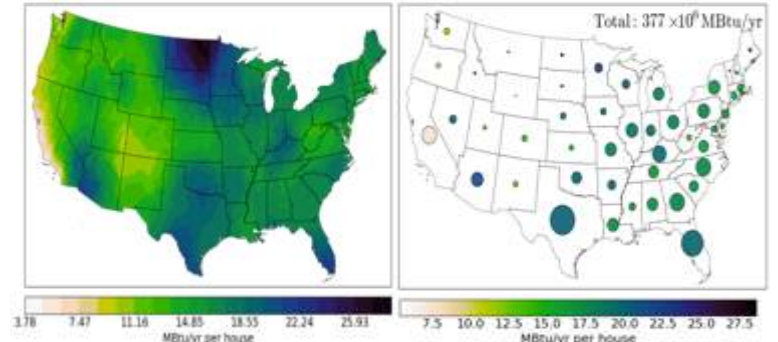 Total: 377 ×10⁶ MBtu/yr
3.78 7.47 11.16 14.85 18.55 22.24 25.93
MBtu/yr per house
7.5 10.0 12.5 15.0 17.5 20.0 22.5 25.0 27.5
MBtu/yr per house